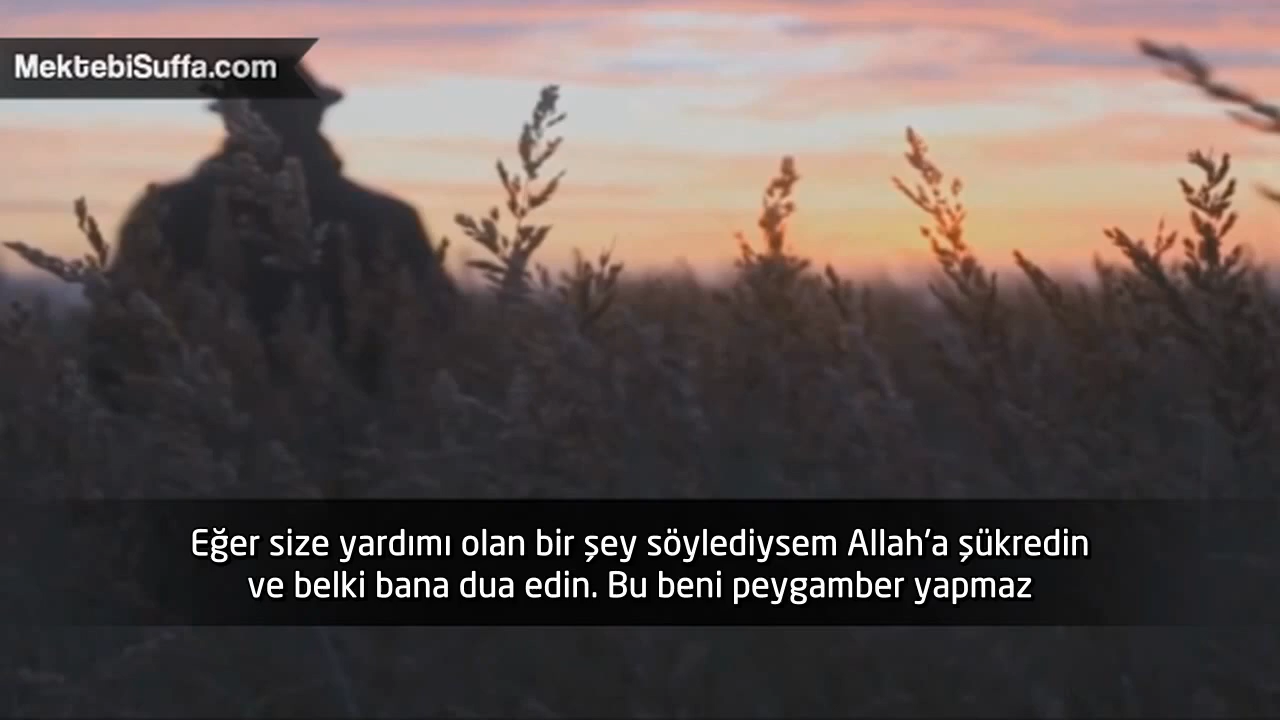 MektebiSuffa.com
Eğer size yardımı olan bir şey söylediysem Allah’a şükredin
ve belki bana dua edin. Bu beni peygamber yapmaz